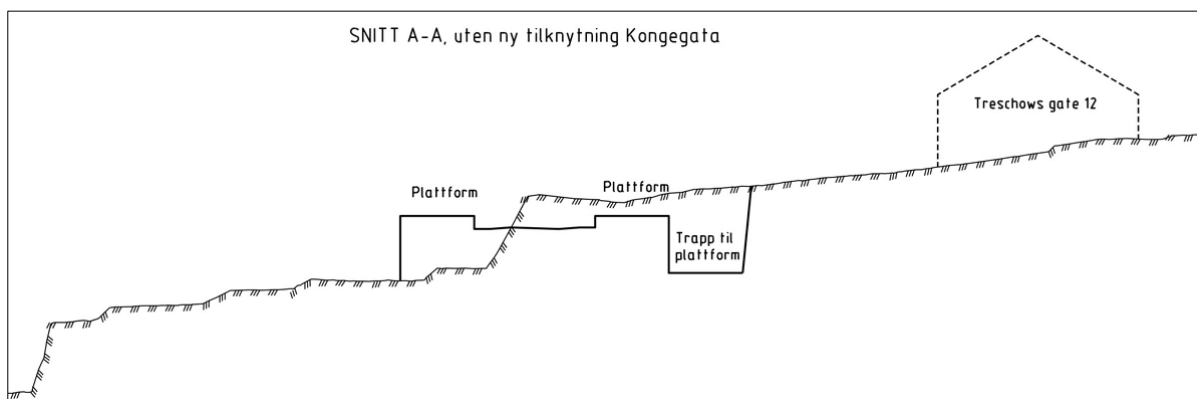 SNITT A-A, uten ny tilknytning Kongegata
Treschows gate 12
Plattform
Plattform
Trapp til
plattform